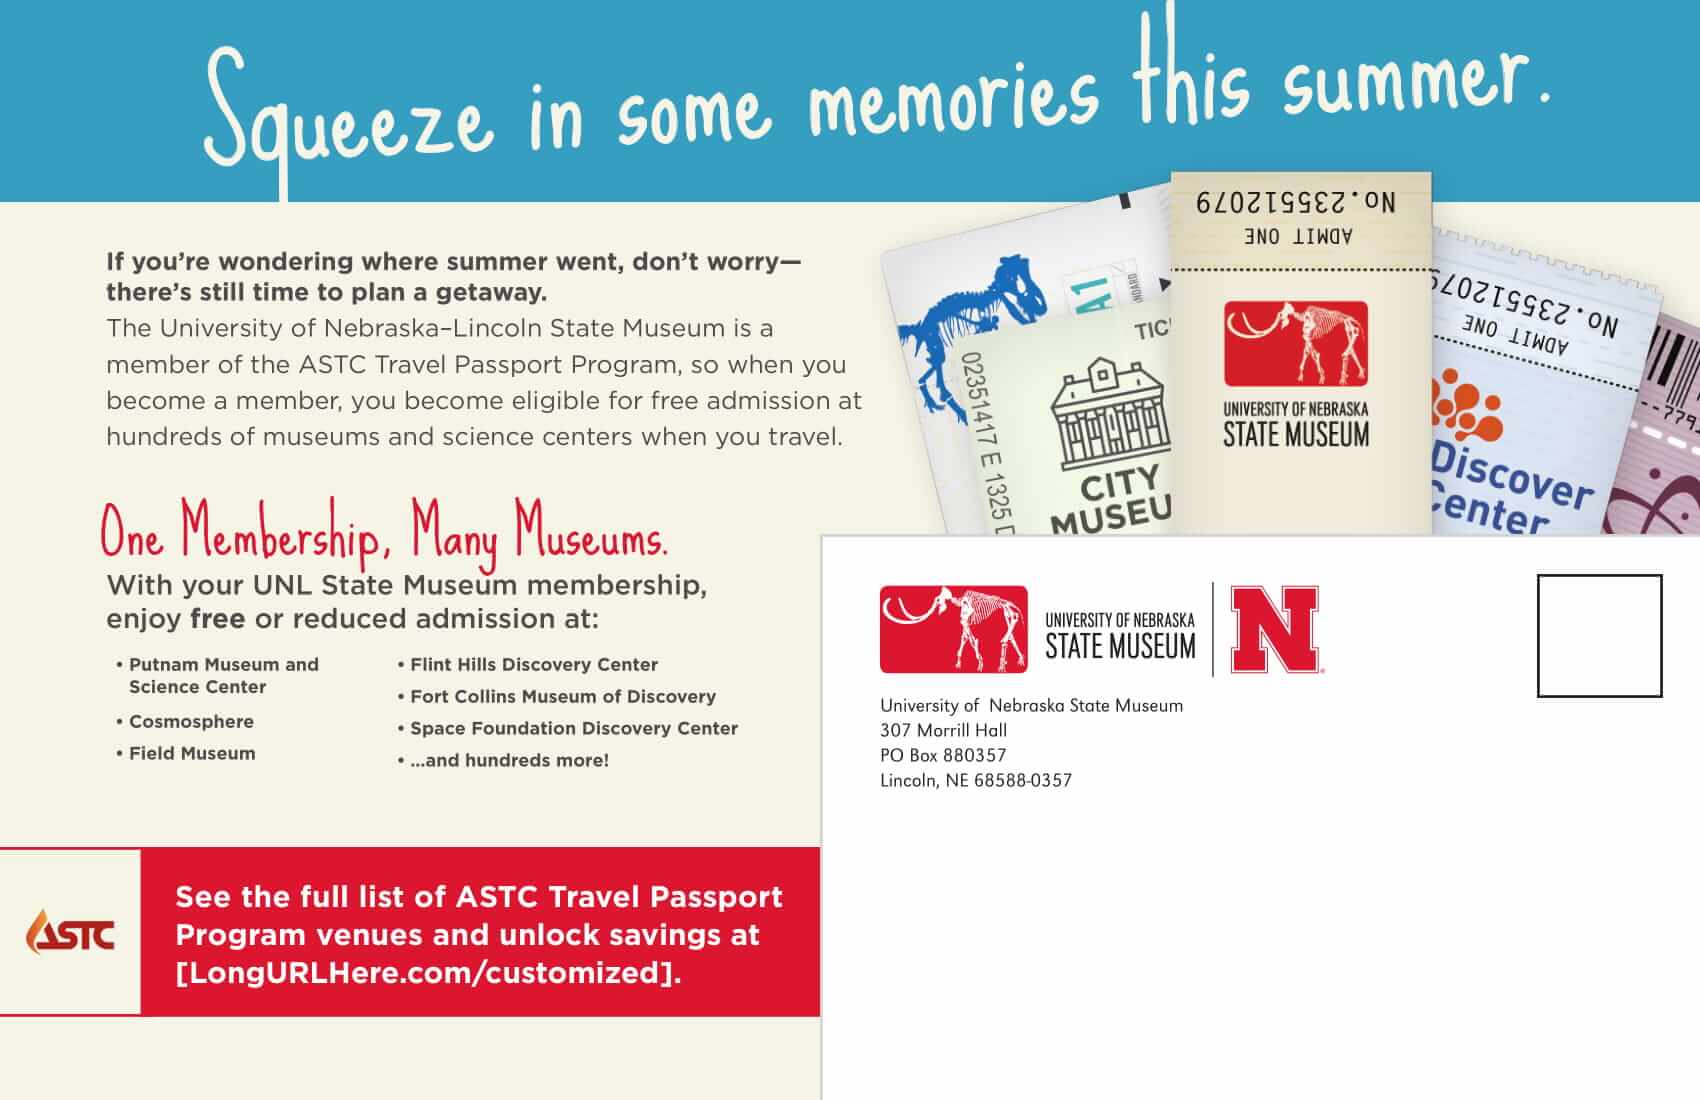 Squeeze in some memories this summer.
If you're wondering where summer went, don't worry—
there's still time to plan a getaway.
The University of Nebraska–Lincoln State Museum is a
member of the ASTC Travel Passport Program, so when you
become a member, you become eligible for free admission at
hundreds of museums and science centers when you travel.
One Membership, Many Museums.
With your UNL State Museum membership,
enjoy free or reduced admission at:
• Putnam Museum and
Science Center
• Cosmosphere
• Field Museum
• Flint Hills Discovery Center
• Fort Collins Museum of Discovery
• Space Foundation Discovery Center
• ...and hundreds more!
ASTC
See the full list of ASTC Travel Passport
Program venues and unlock savings at
[LongURLHere.com/customized].
A1
TIC
02351417 E 1325 D
CITY
MUSEU
No.235512079
ADMIT ONE
UNIVERSITY OF NEBRASKA
STATE MUSEUM
No.235512079
ADMIT ONE
Discover
Center
UNIVERSITY OF NEBRASKA
STATE MUSEUM
N
University of Nebraska State Museum
307 Morrill Hall
PO Box 880357
Lincoln, NE 68588-0357